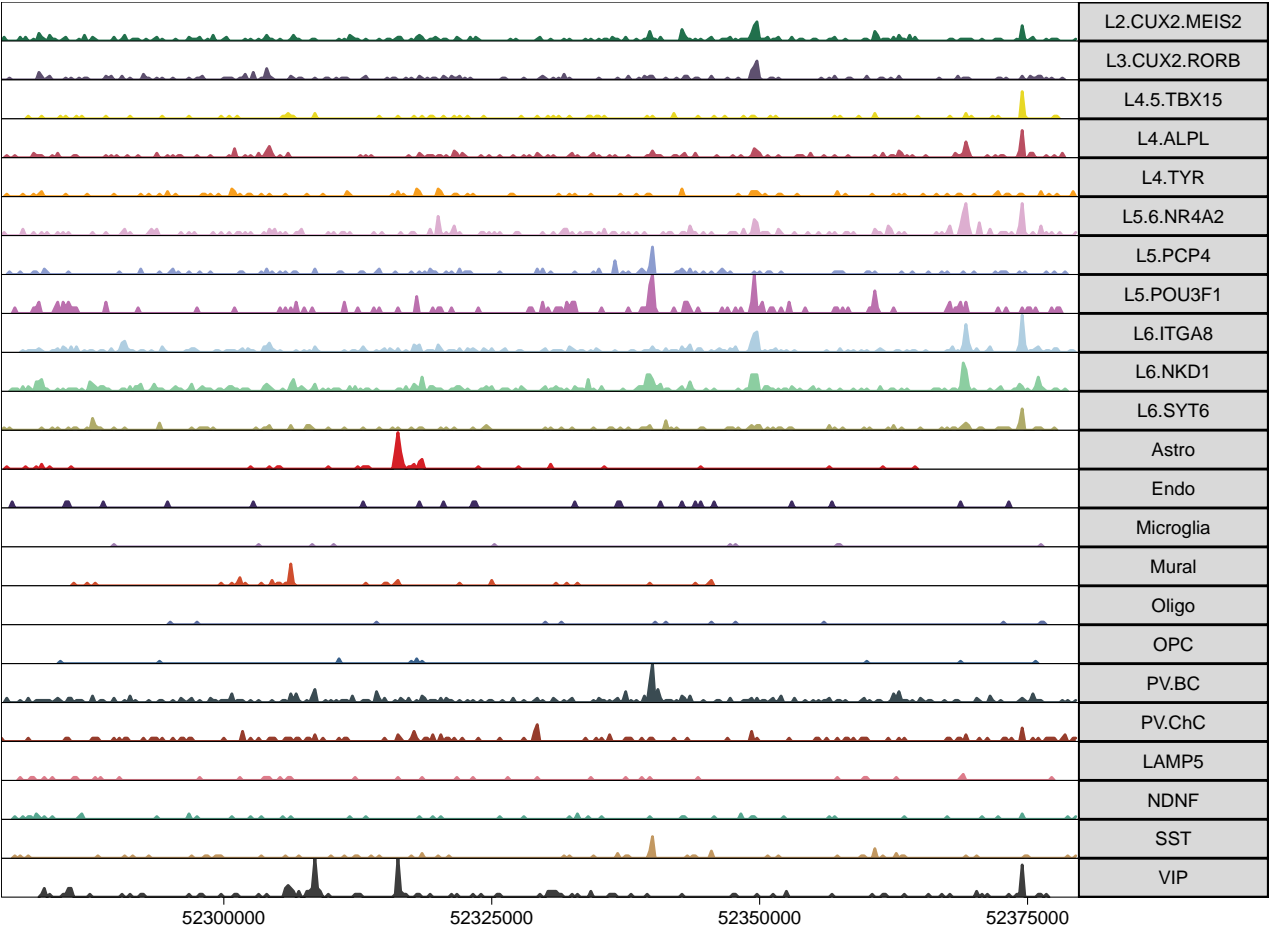 L2.CUX2.MEIS2
L3.CUX2.RORB
L4.5.TBX15
L4.ALPL
L4.TYR
L5.6.NR4A2
L5.PCP4
L5.POU3F1
L6.ITGA8
L6.NKD1
L6.SYT6
Astro
Endo
Microglia
Mural
Oligo
OPC
PV.BC
PV.ChC
LAMP5
NDNF
SST
VIP
52300000 52325000 52350000 52375000